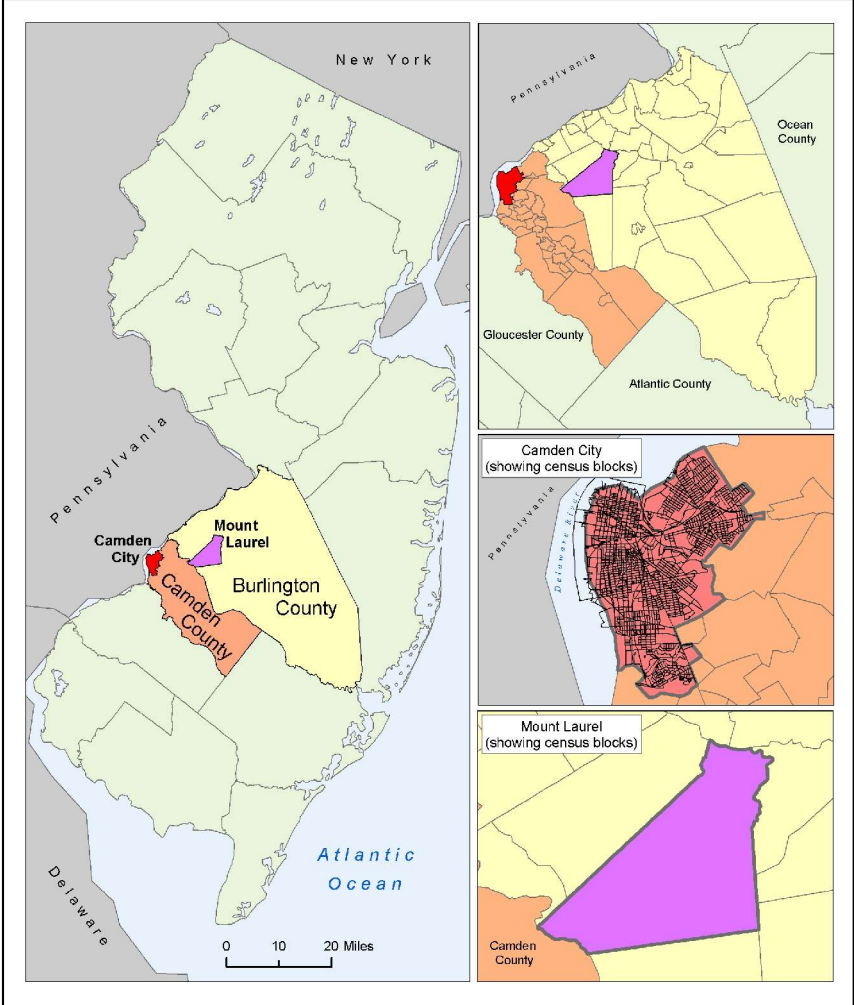 New York
Pennsylvania
Camden
City
Mount
Laurel
Camden
County
Burlington
County
Atlantic
Ocean
Delaware
0 10 20 Miles
Pennsylvania
Ocean
County
Gloucester County
Atlantic County
Camden City
(showing census blocks)
Pennsylvania
Delaware River
Mount Laurel
(showing census blocks)
Camden
County